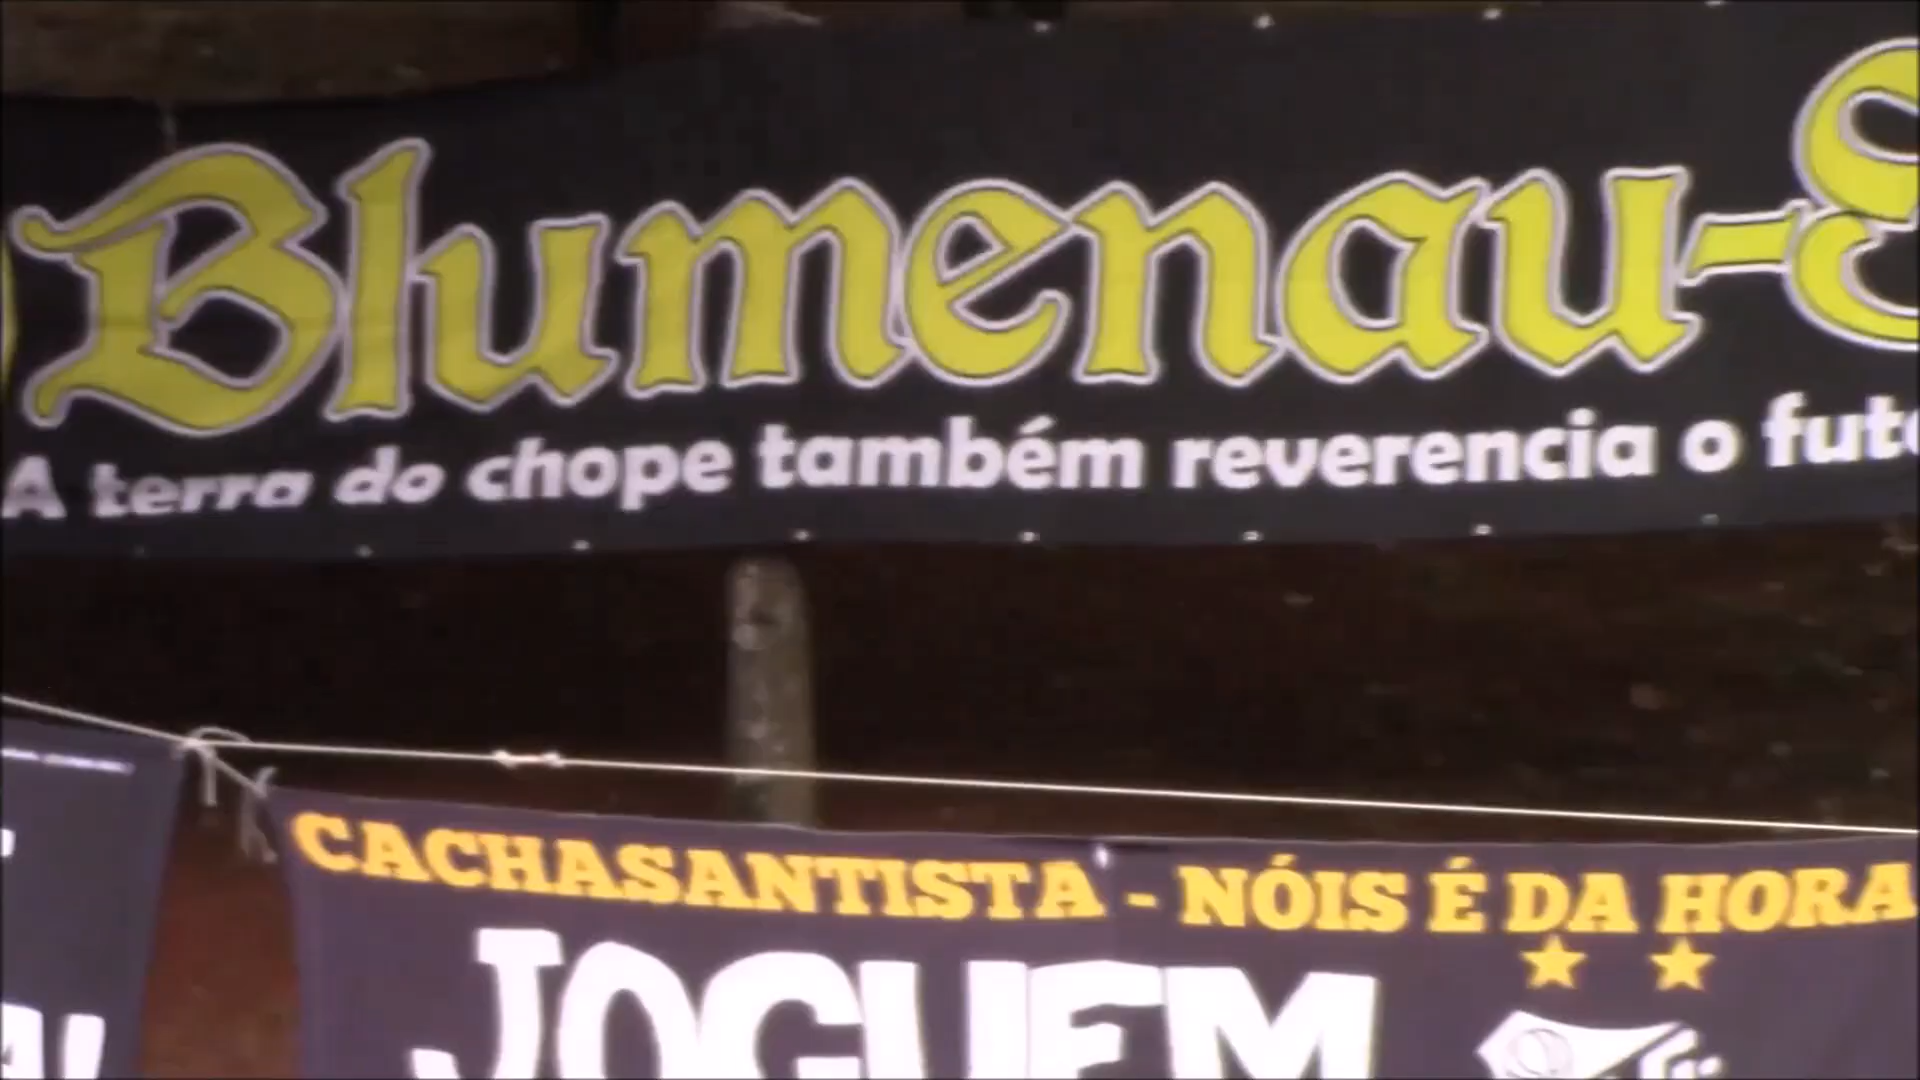 Blumenau-S
A terra do chope também reverencia o fute
CACHASANTISTA - NÓIS É DA HORA
JOGUEM